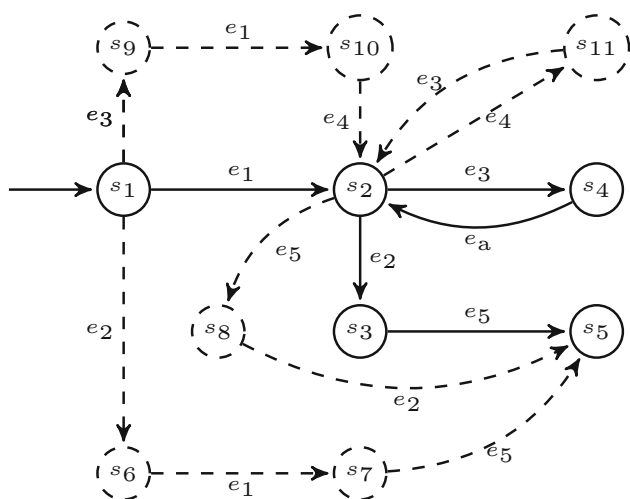 s₉ e₁ s₁₀ s₁₁
e₃ e₄ e₃ e₄
s₁ e₁ s₂ e₃ s₄
eₐ
e₂ e₅ e₂
s₈ s₃ e₅ s₅
e₂
s₆ e₁ s₇ e₅